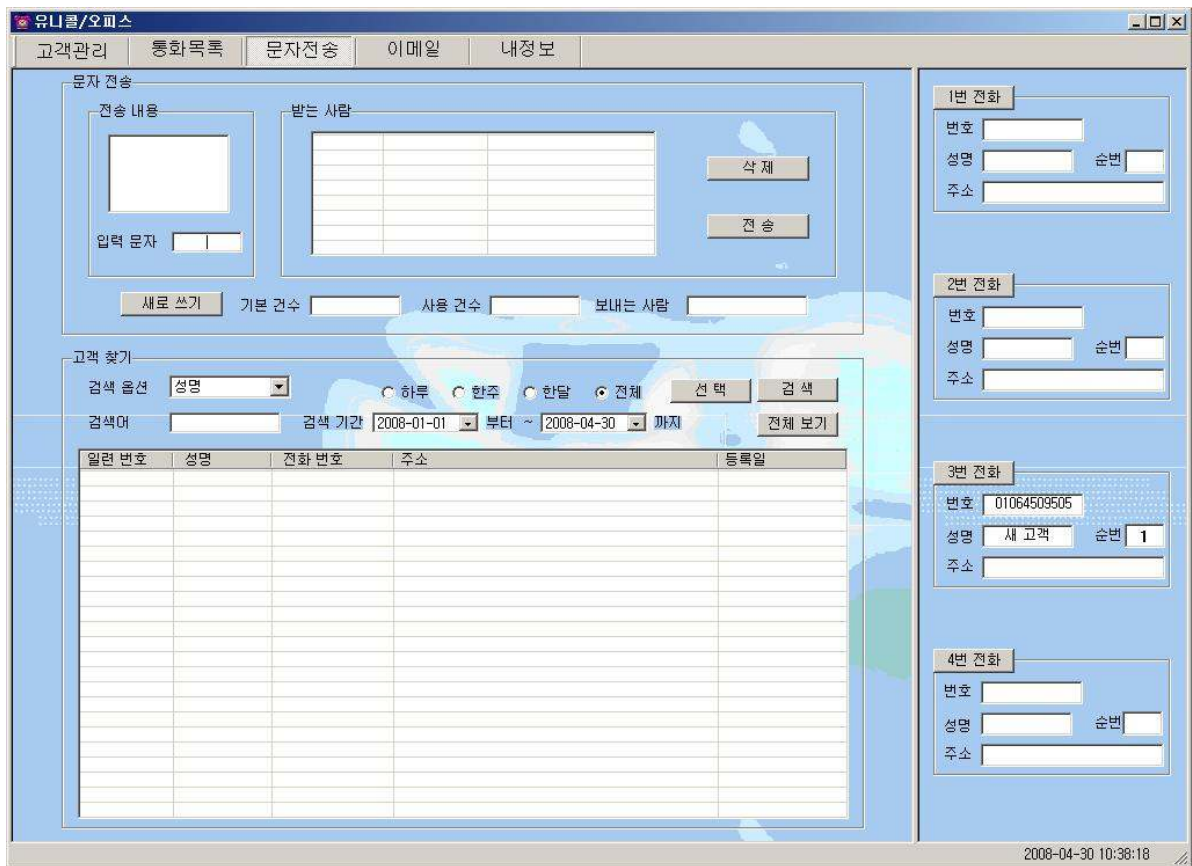 유니콜/오피스
고객관리 통화목록 문자전송 이메일 내정보
문자 전송
전송 내용
받는 사람
입력 문자
삭 제
전 송
새로 쓰기 기본 건수 사용 건수 보내는 사람
고객 찾기
검색 옵션 성명 하루 한주 한달 전체 선 택 검 색
검색어 검색 기간 2008-01-01 부터 ~ 2008-04-30 까지 전체 보기
일련 번호 성명 전화 번호 주소 등록일
1번 전화
번호
성명 순번
주소
2번 전화
번호
성명 순번
주소
3번 전화
번호 01064509505
성명 새 고객 순번 1
주소
4번 전화
번호
성명 순번
주소
2008-04-30 10:38:18